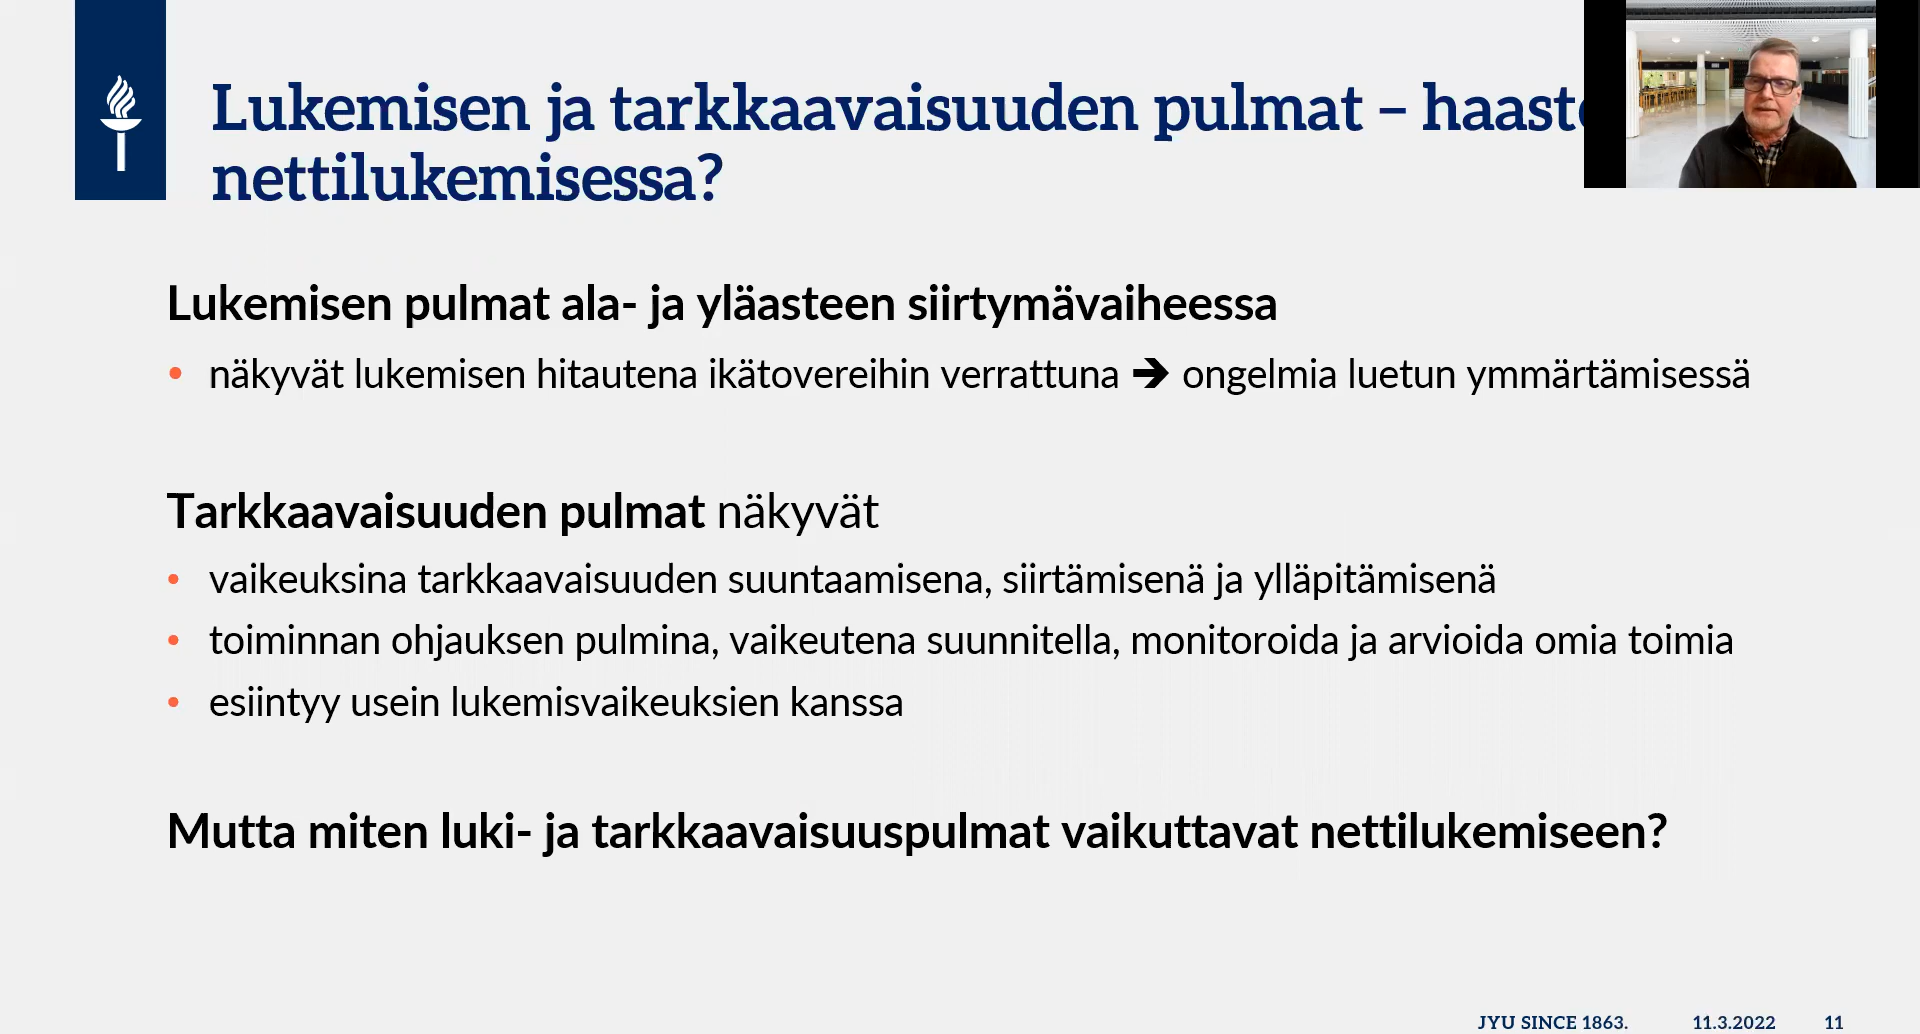 Lukemisen ja tarkkaavaisuuden pulmat –
nettilukemisessa?
Lukemisen pulmat ala- ja yläasteen siirtymävaiheessa
• näkyvät lukemisen hitautena ikätovereihin verrattuna ➔ ongelmia luetun ymmärtämisessä
Tarkkaavaisuuden pulmat näkyvät
• vaikeuksina tarkkaavaisuuden suuntaamisena, siirtämisenä ja ylläpitämisenä
• toiminnan ohjauksen pulmina, vaikeutena suunnitella, monitoroida ja arvioida omia toimia
• esiintyy usein lukemisvaikeuksien kanssa
Mutta miten luki- ja tarkkaavaisuuspulmat vaikuttavat nettilukemiseen?
JYU SINCE 1863. 11.3.2022 11